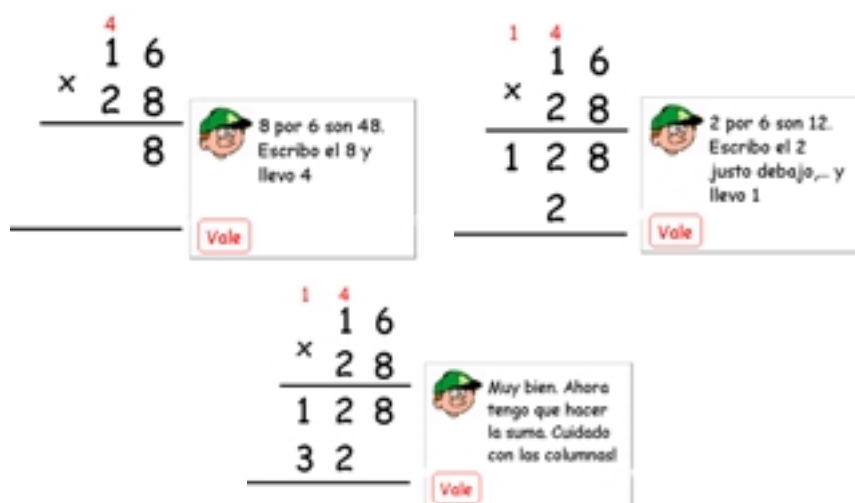 4
1 6
x 2 8
8
8 por 6 son 48.
Escribo el 8 y
llevo 4
Vale
1 4
1 6
x 2 8
1 2 8
2
2 por 6 son 12.
Escribo el 2
justo debajo,... y
llevo 1
Vale
1 4
1 6
x 2 8
1 2 8
3 2
Muy bien. Ahora
tengo que hacer
la suma. Cuidado
con las columnas!
Vale